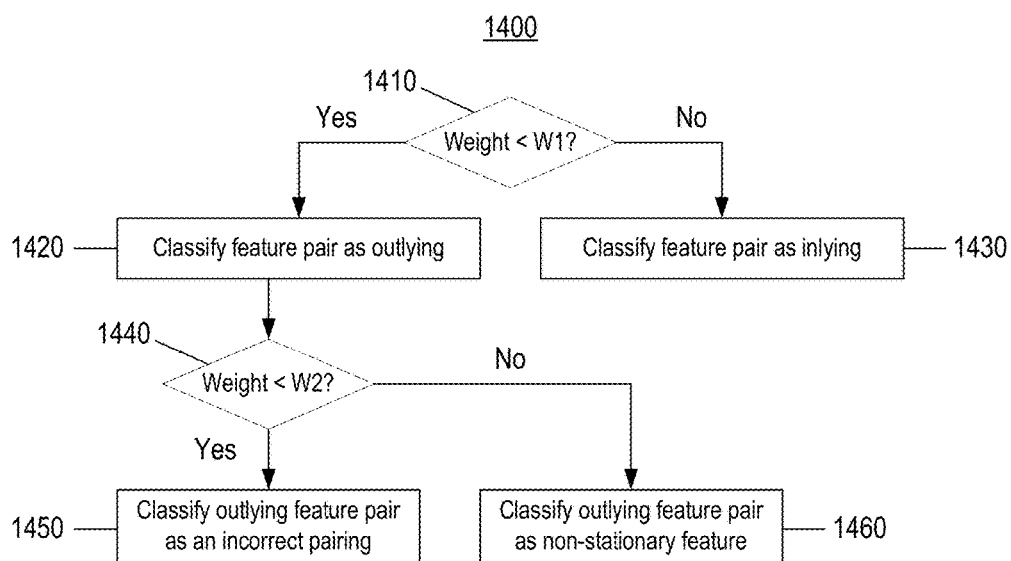 1400
1410
Yes
No
Weight < W1?
1420
Classify feature pair as outlying
Classify feature pair as inlying
1430
1440
No
Weight < W2?
Yes
1450
Classify outlying feature pair
as an incorrect pairing
Classify outlying feature pair
as non-stationary feature
1460